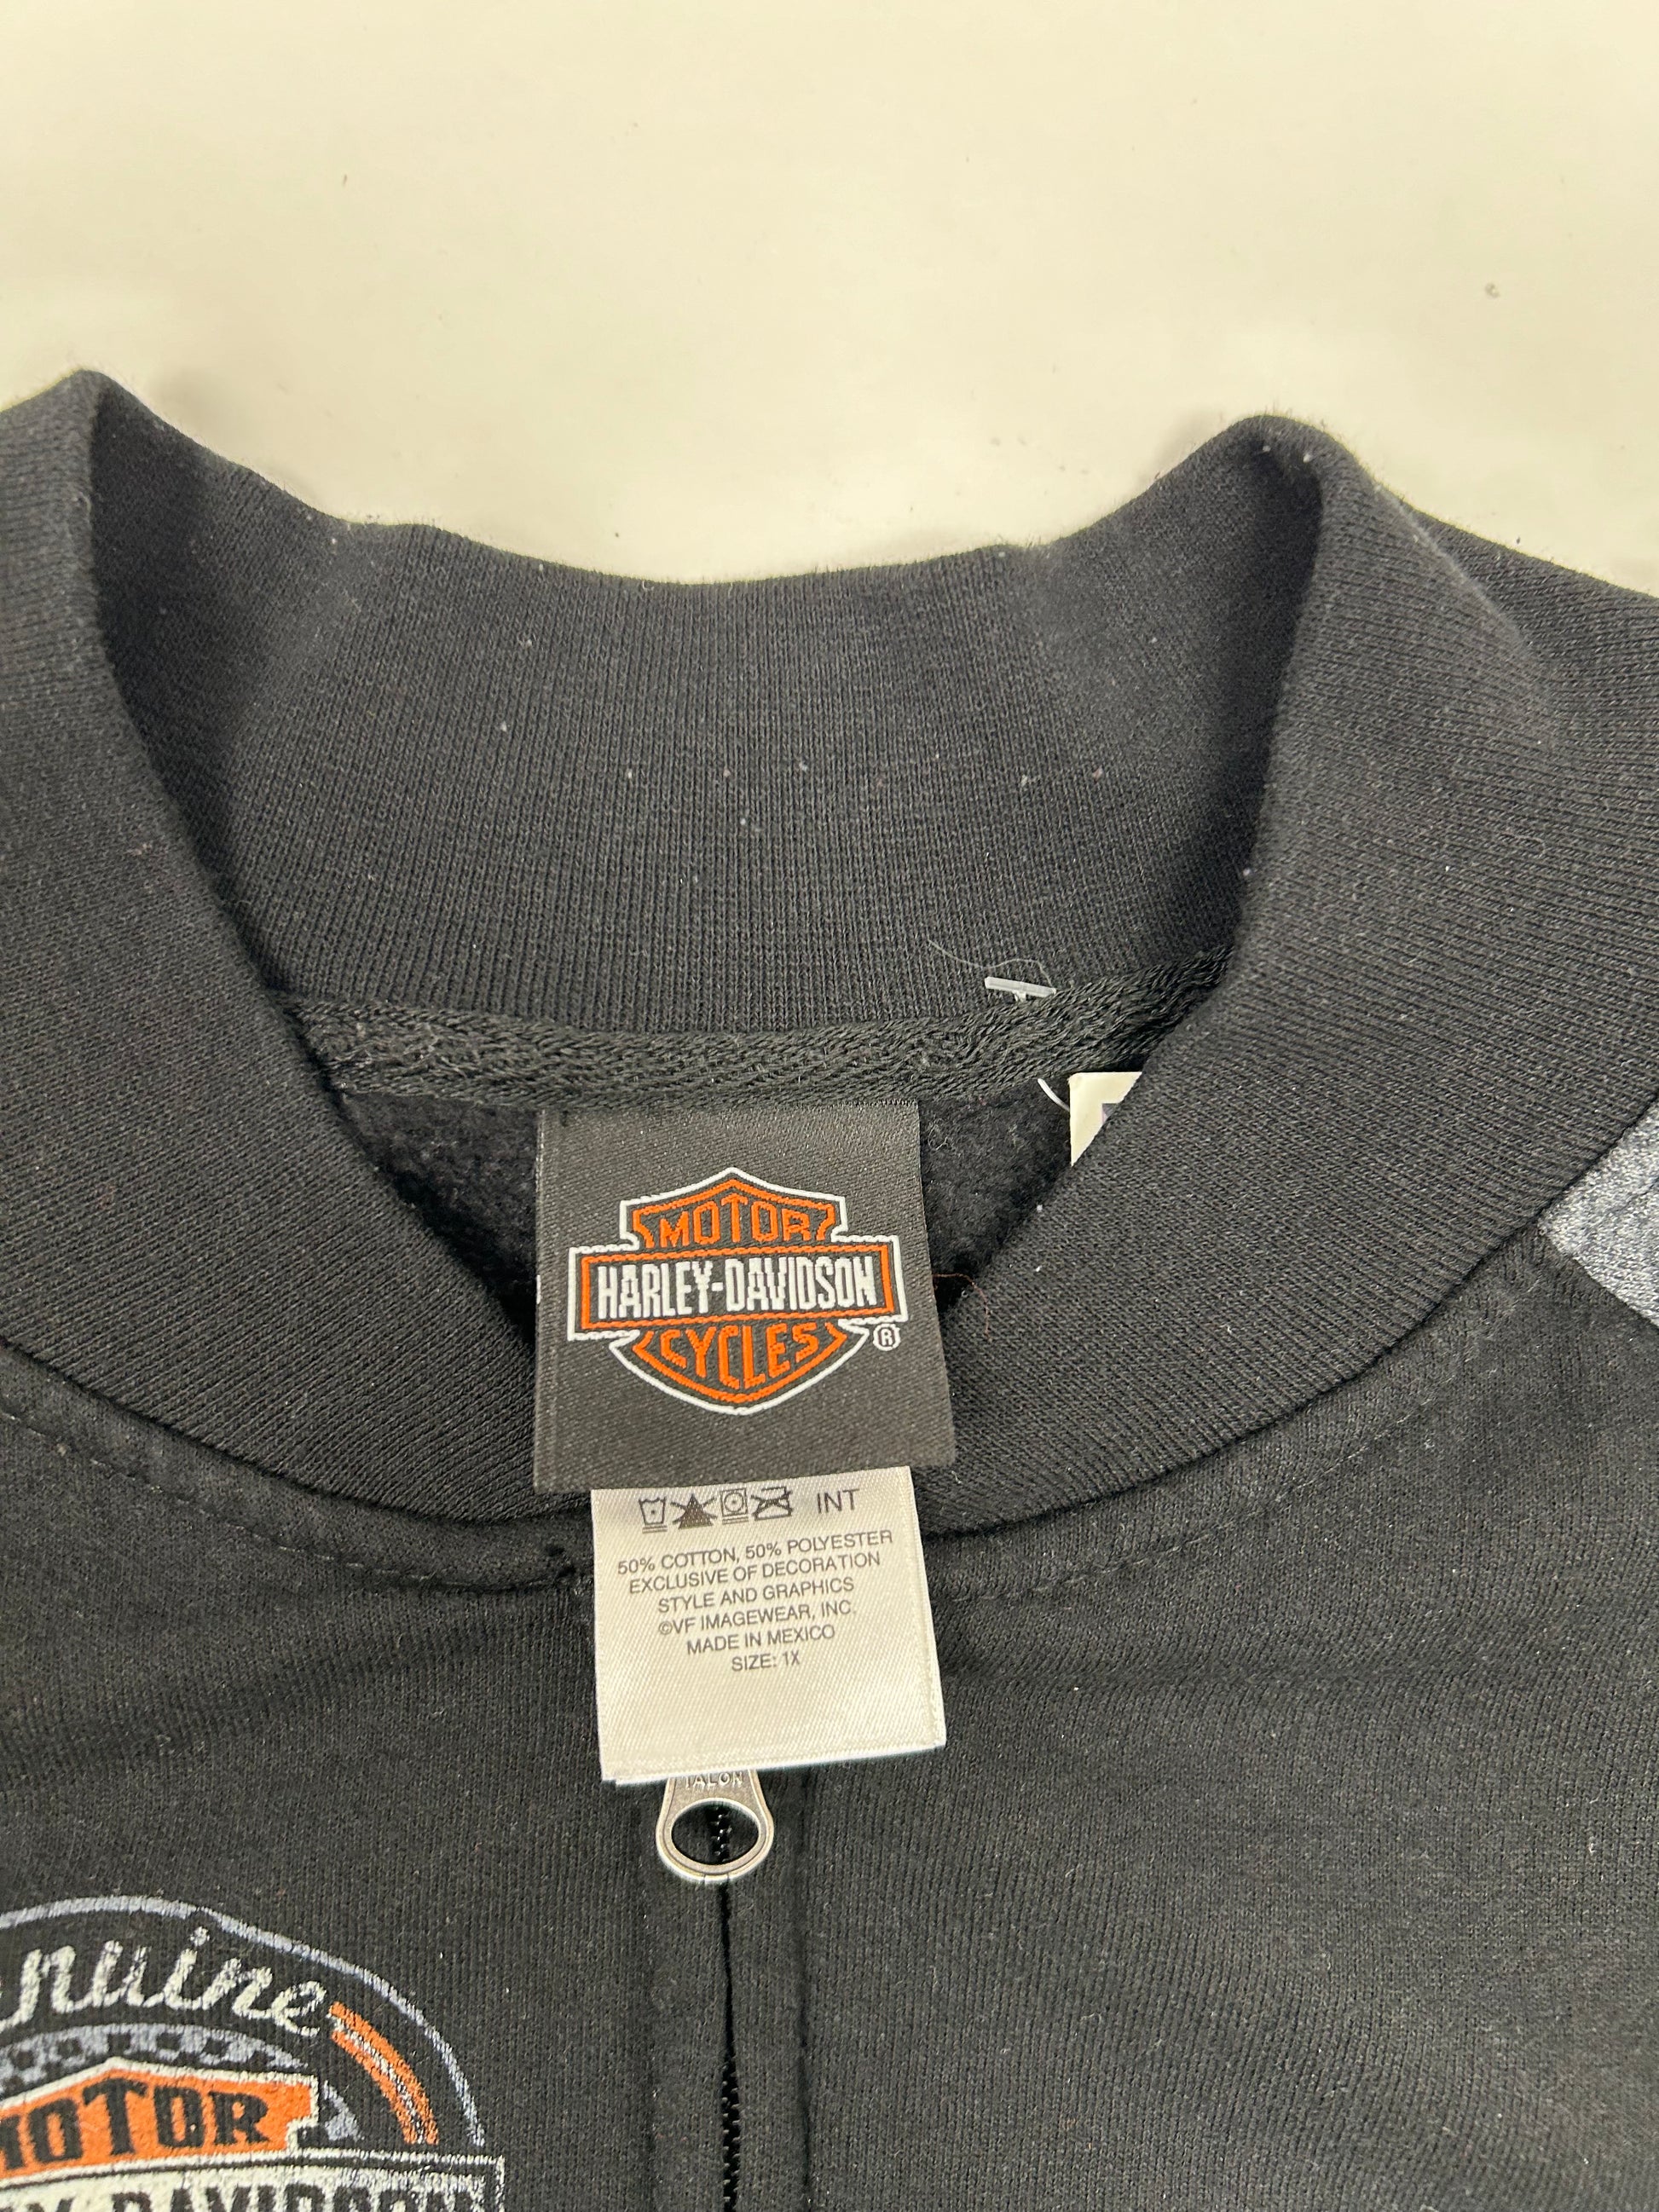 MOTOR
HARLEY-DAVIDSON
CYCLES ®
INT
50% COTTON, 50% POLYESTER
EXCLUSIVE OF DECORATION
STYLE AND GRAPHICS
©VF IMAGEWEAR, INC.
MADE IN MEXICO
SIZE: 1X
TALON
nuine
MOTOR
Y-DAVIDSON